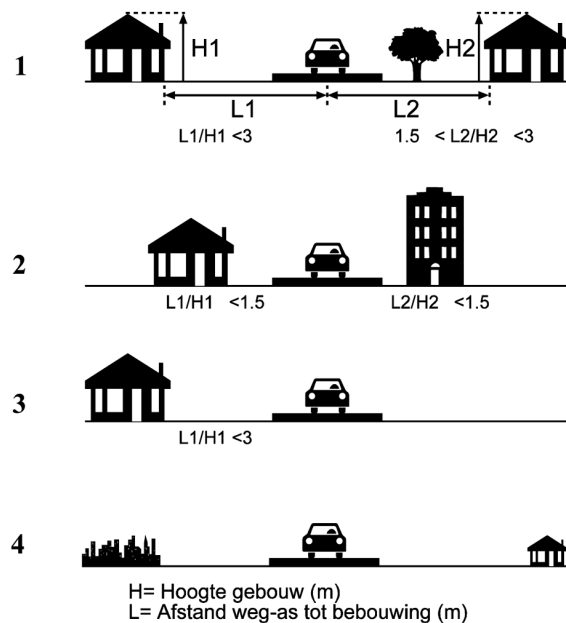 1
H1
H2
L1
L2
L1/H1 <3
1.5 < L2/H2 <3
2
L1/H1 <1.5
L2/H2 <1.5
3
L1/H1 <3
4
H= Hoogte gebouw (m)
L= Afstand weg-as tot bebouwing (m)